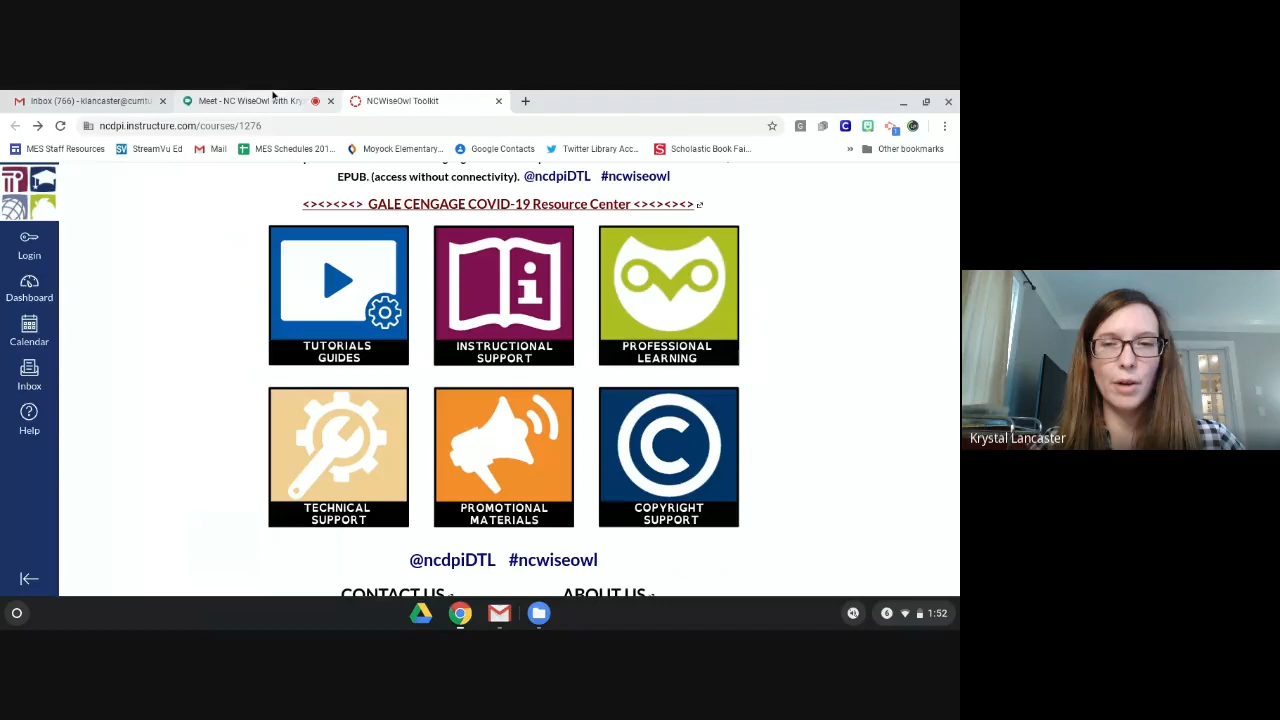 Inbox (766) - klancaster@curritu
Meet - NC WiseOwl with Krys
NCWiseOwl Toolkit
ncdpi.instructure.com/courses/1276
MES Staff Resources
StreamVu Ed
Mail
MES Schedules 201...
Moyock Elementary...
Google Contacts
Twitter Library Acc...
Scholastic Book Fai...
» Other bookmarks
EPUB. (access without connectivity). @ncdpiDTL #ncwiseowl
<><><><> GALE CENGAGE COVID-19 Resource Center <><><><>
Login
Dashboard
Calendar
Inbox
Help
TUTORIALS
GUIDES
INSTRUCTIONAL
SUPPORT
PROFESSIONAL
LEARNING
TECHNICAL
SUPPORT
PROMOTIONAL
MATERIALS
COPYRIGHT
SUPPORT
@ncdpiDTL #ncwiseowl
CONTACT US
ABOUT US
6
1:52
Krystal Lancaster